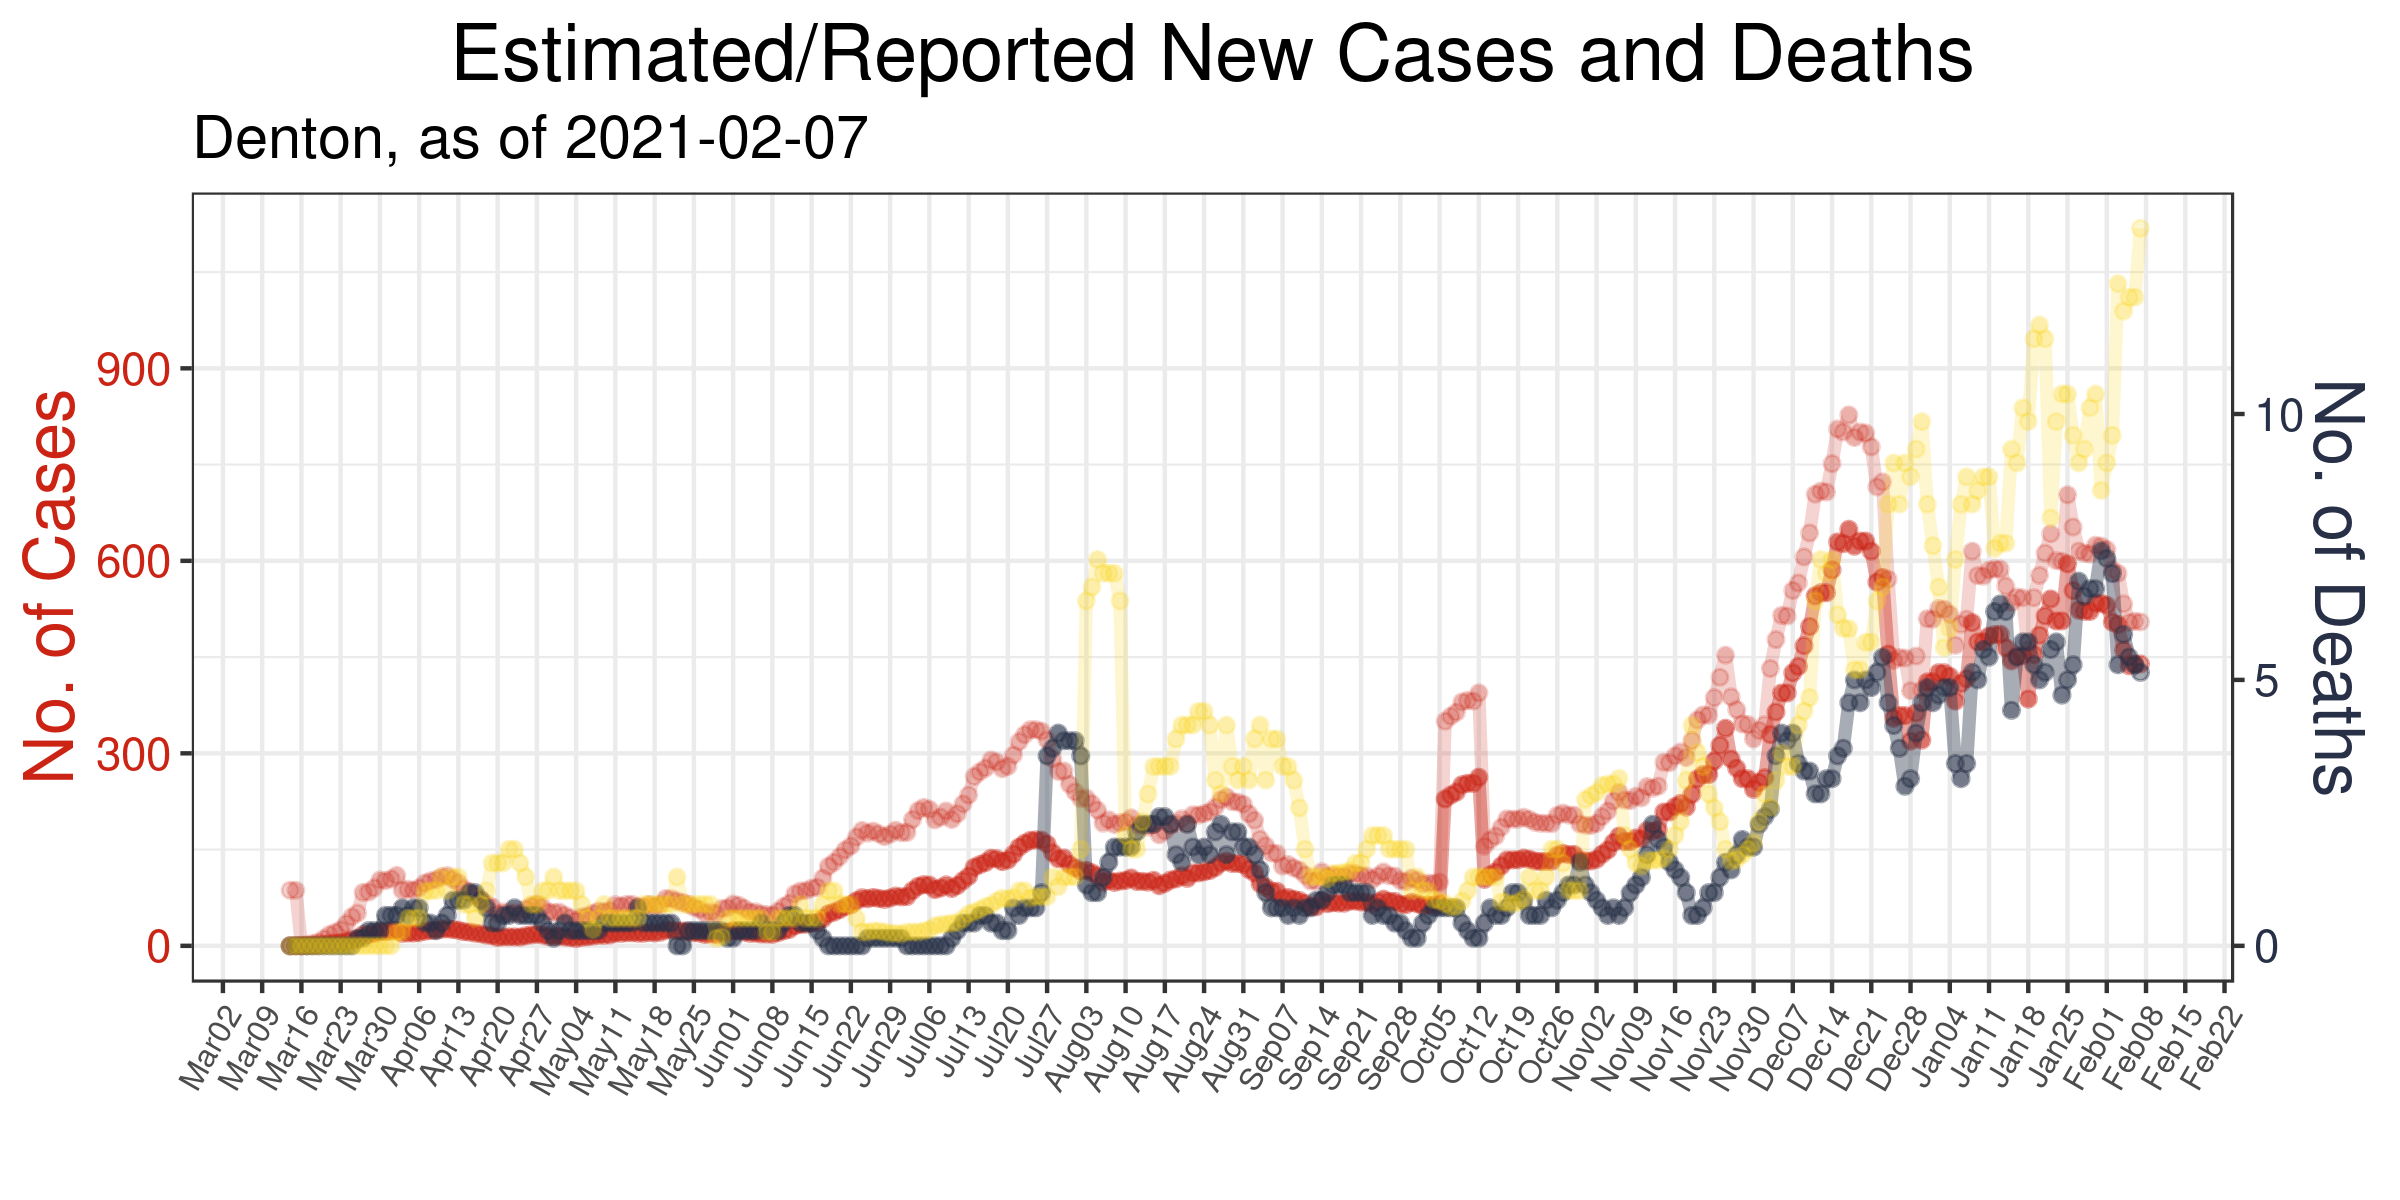 Estimated/Reported New Cases and Deaths
Denton, as of 2021-02-07
No. of Cases
900
600
300
0
No. of Deaths
10
5
0
Mar02
Mar09
Mar16
Mar23
Mar30
Apr06
Apr13
Apr20
Apr27
May04
May11
May18
May25
Jun01
Jun08
Jun15
Jun22
Jun29
Jul06
Jul13
Jul20
Jul27
Aug03
Aug10
Aug17
Aug24
Aug31
Sep07
Sep14
Sep21
Sep28
Oct05
Oct12
Oct19
Oct26
Nov02
Nov09
Nov16
Nov23
Nov30
Dec07
Dec14
Dec21
Dec28
Dec04
Jan11
Jan18
Jan25
Feb01
Feb08
Feb15
Feb22